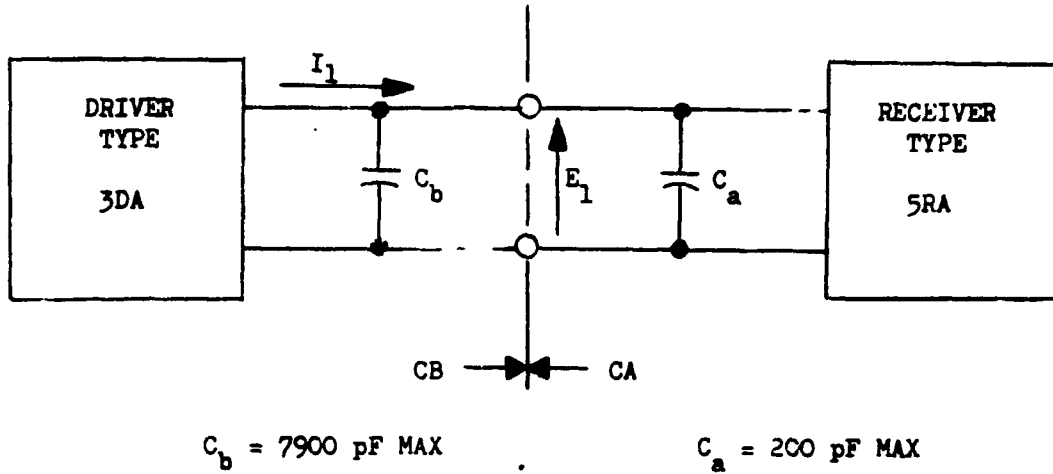 DRIVER
TYPE
3DA
I1
Cb
E1
Ca
RECEIVER
TYPE
5RA
CB
CA
Cb = 7900 pF MAX
Ca = 200 pF MAX